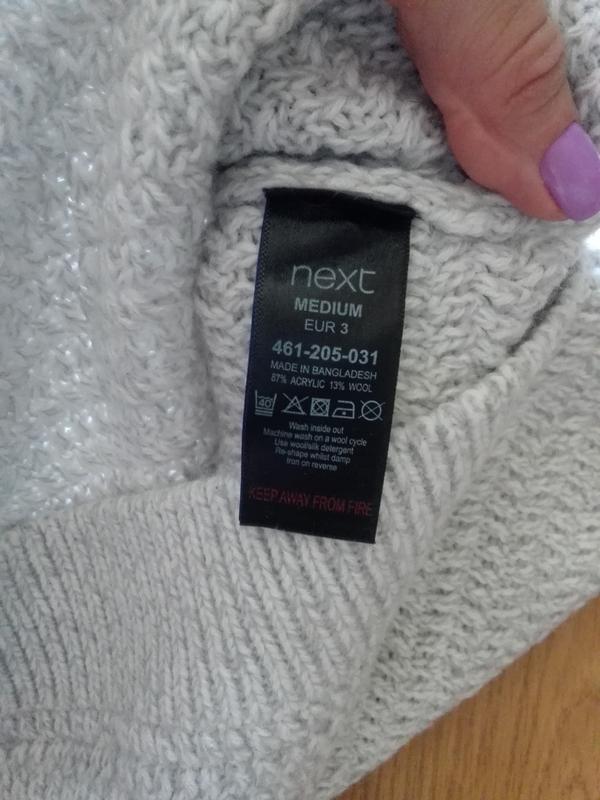 next
MEDIUM
EUR 3
461-205-031
MADE IN BANGLADESH
87% ACRYLIC 13% WOOL
40
Wash inside out
Machine wash on a wool cycle
Use wool/silk detergent
Re-shape whilst damp
Iron on reverse
KEEP AWAY FROM FIRE